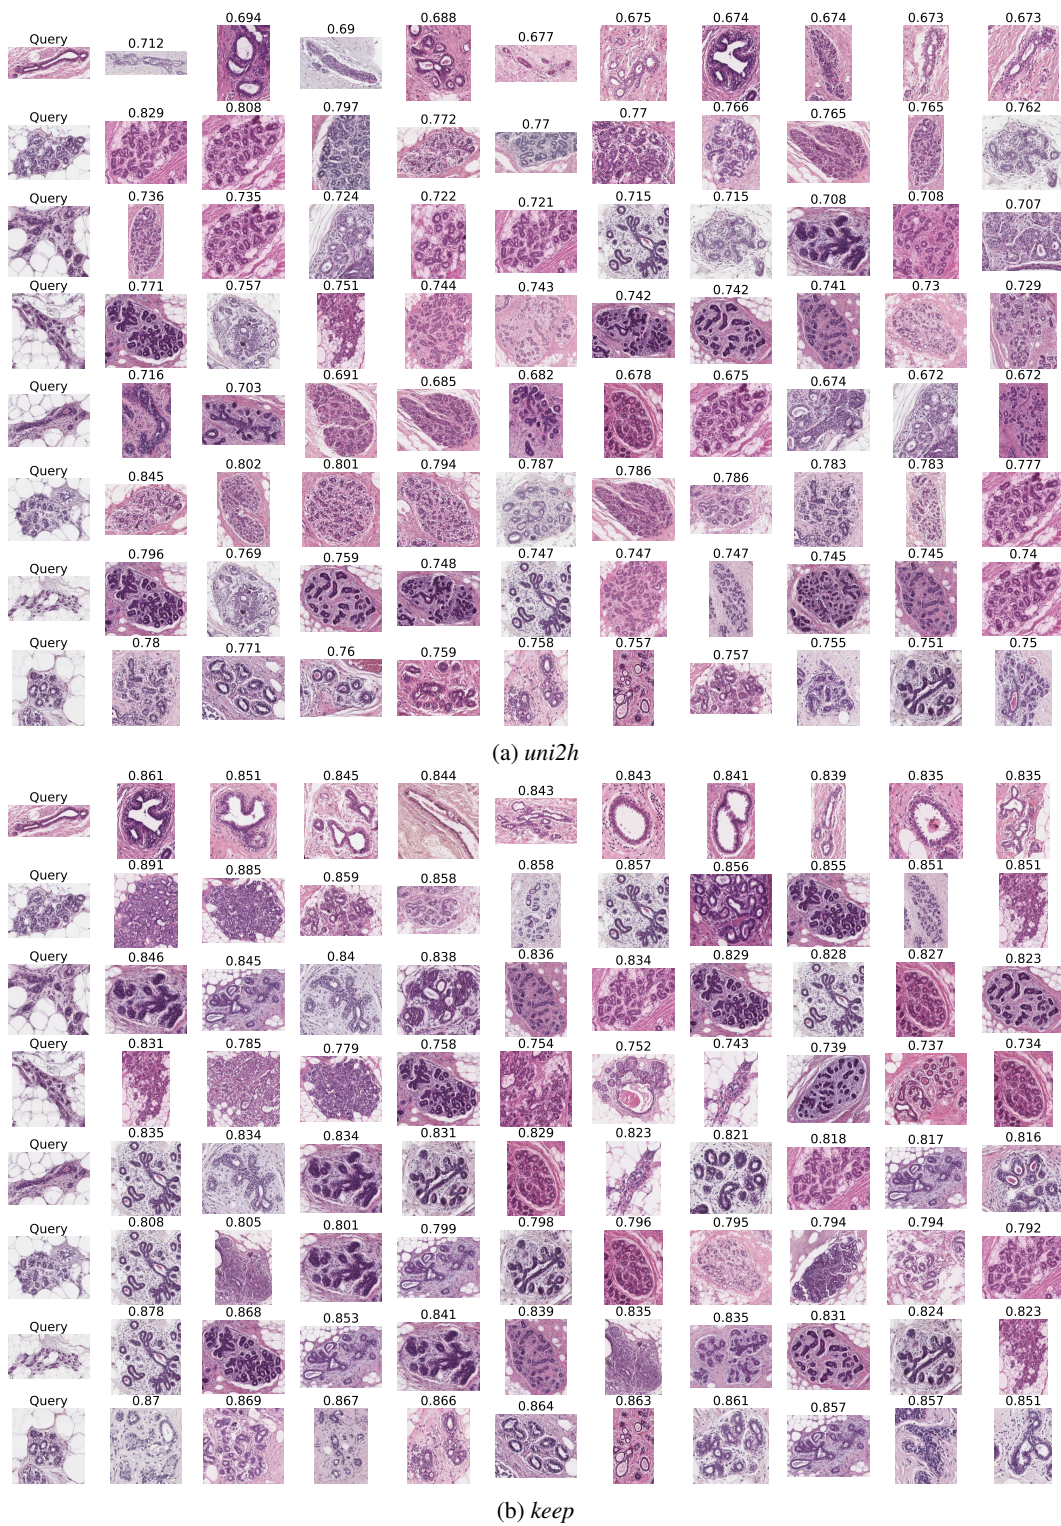 Query 0.712 0.694 0.69 0.688 0.677 0.675 0.674 0.674 0.673 0.673
Query 0.829 0.808 0.797 0.772 0.77 0.77 0.766 0.765 0.765 0.762
Query 0.736 0.735 0.724 0.722 0.721 0.715 0.715 0.708 0.708 0.707
Query 0.771 0.757 0.751 0.744 0.743 0.742 0.742 0.741 0.73 0.729
Query 0.716 0.703 0.691 0.685 0.682 0.678 0.675 0.674 0.672 0.672
Query 0.845 0.802 0.801 0.794 0.787 0.786 0.786 0.783 0.783 0.777
Query 0.796 0.769 0.759 0.748 0.747 0.747 0.747 0.745 0.745 0.74
Query 0.78 0.771 0.76 0.759 0.758 0.757 0.757 0.755 0.751 0.75
(a) uni2h
Query 0.861 0.851 0.845 0.844 0.843 0.843 0.841 0.839 0.835 0.835
Query 0.891 0.885 0.859 0.858 0.858 0.857 0.856 0.855 0.851 0.851
Query 0.846 0.845 0.84 0.838 0.836 0.834 0.829 0.828 0.827 0.823
Query 0.831 0.785 0.779 0.758 0.754 0.752 0.743 0.739 0.737 0.734
Query 0.835 0.834 0.834 0.831 0.829 0.823 0.821 0.818 0.817 0.816
Query 0.808 0.805 0.801 0.799 0.798 0.796 0.795 0.794 0.794 0.792
Query 0.878 0.868 0.853 0.841 0.839 0.835 0.835 0.831 0.824 0.823
Query 0.87 0.869 0.867 0.866 0.864 0.863 0.861 0.857 0.857 0.851
(b) keep